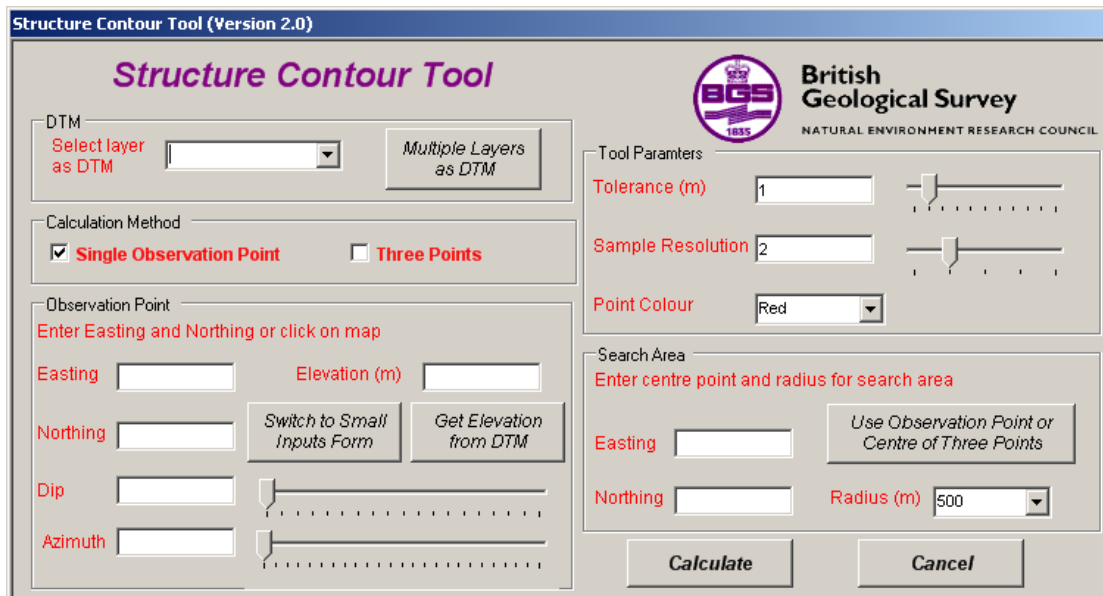 Structure Contour Tool (Version 2.0)
Structure Contour Tool
BGS
1835
British
Geological Survey
NATURAL ENVIRONMENT RESEARCH COUNCIL
DTM
Select layer
as DTM
Multiple Layers
as DTM
Calculation Method
Single Observation Point
Three Points
Observation Point
Enter Easting and Northing or click on map
Easting
Elevation (m)
Northing
Switch to Small
Inputs Form
Get Elevation
from DTM
Dip
Azimuth
Tool Paramters
Tolerance (m)
1
Sample Resolution
2
Point Colour
Red
Search Area
Enter centre point and radius for search area
Easting
Use Observation Point or
Centre of Three Points
Northing
Radius (m)
500
Calculate
Cancel